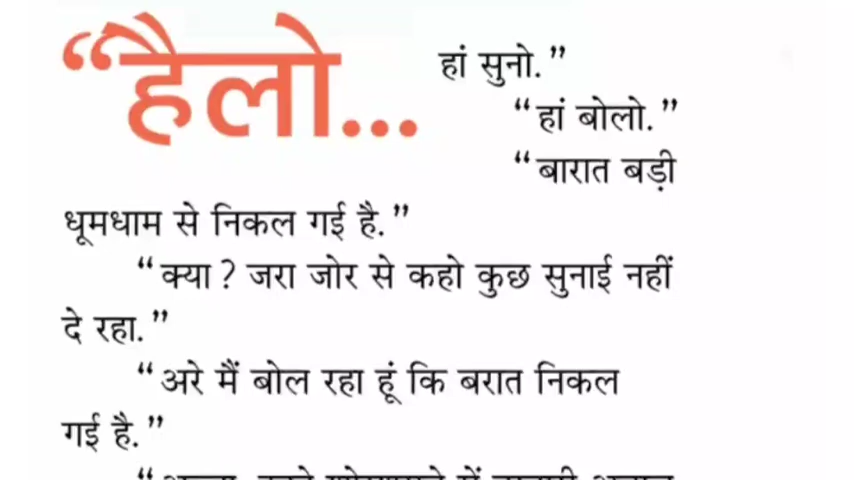 “हैलो... हां सुनो.”
“हां बोलो.”
“बारात बड़ी
धूमधाम से निकल गई है.”
“क्या ? जरा जोर से कहो कुछ सुनाई नहीं
दे रहा.”
“अरे मैं बोल रहा हूं कि बरात निकल
गई है.”